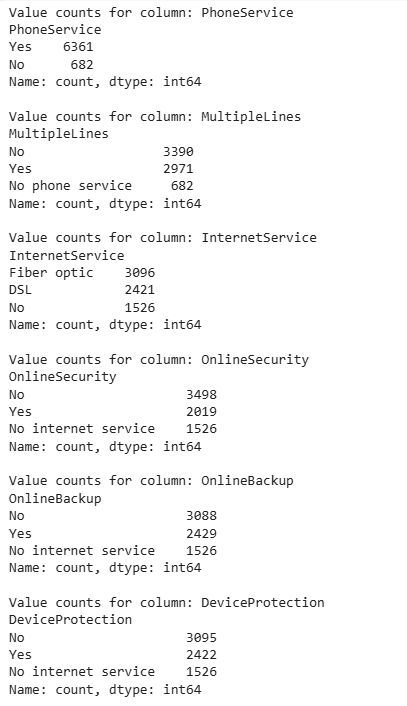 Value counts for column: PhoneService
PhoneService
Yes    6361
No      682
Name: count, dtype: int64

Value counts for column: MultipleLines
MultipleLines
No                  3390
Yes                 2971
No phone service     682
Name: count, dtype: int64

Value counts for column: InternetService
InternetService
Fiber optic    3096
DSL            2421
No             1526
Name: count, dtype: int64

Value counts for column: OnlineSecurity
OnlineSecurity
No                     3498
Yes                    2019
No internet service    1526
Name: count, dtype: int64

Value counts for column: OnlineBackup
OnlineBackup
No                     3088
Yes                    2429
No internet service    1526
Name: count, dtype: int64

Value counts for column: DeviceProtection
DeviceProtection
No                     3095
Yes                    2422
No internet service    1526
Name: count, dtype: int64